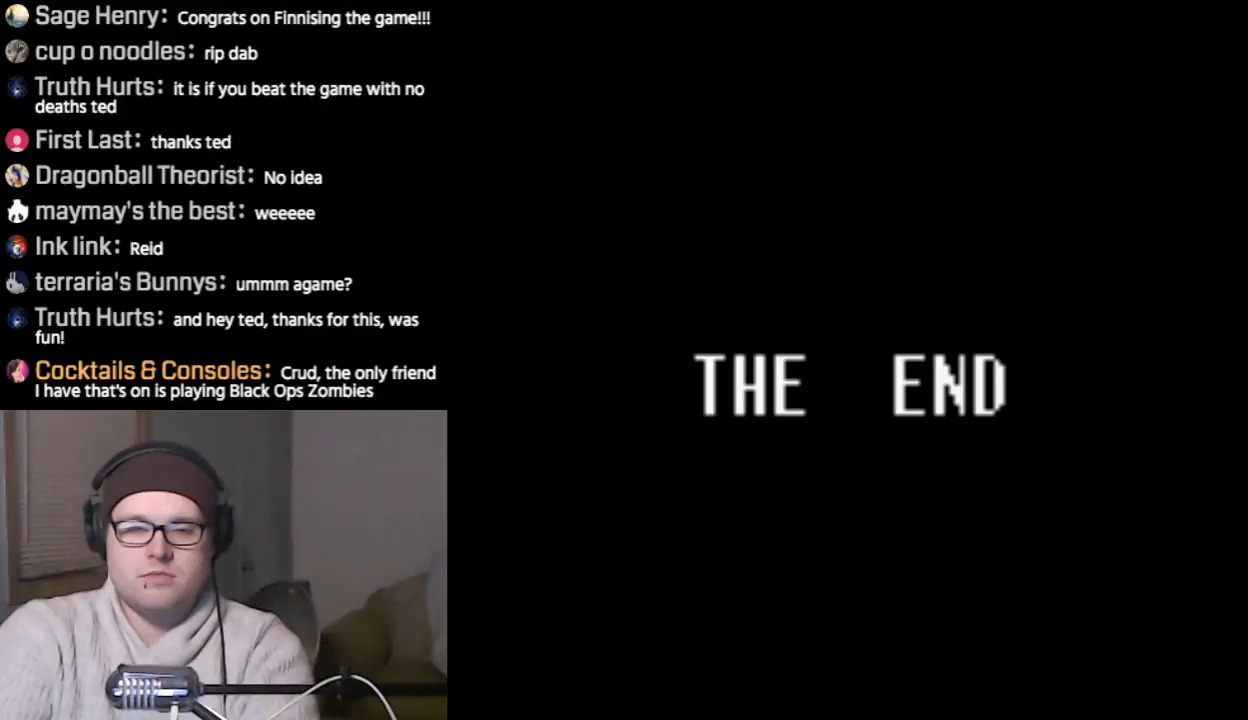 Sage Henry: Congrats on Finnising the game!!!
cup o noodles: rip dab
Truth Hurts: it is if you beat the game with no
deaths ted
First Last: thanks ted
Dragonball Theorist: No idea
maymay's the best: weeeee
Ink link: Reid
terraria's Bunnys: ummm agame?
Truth Hurts: and hey ted, thanks for this, was
fun!
Cocktails & Consoles: Crud, the only friend
I have that's on is playing Black Ops Zombies
THE END